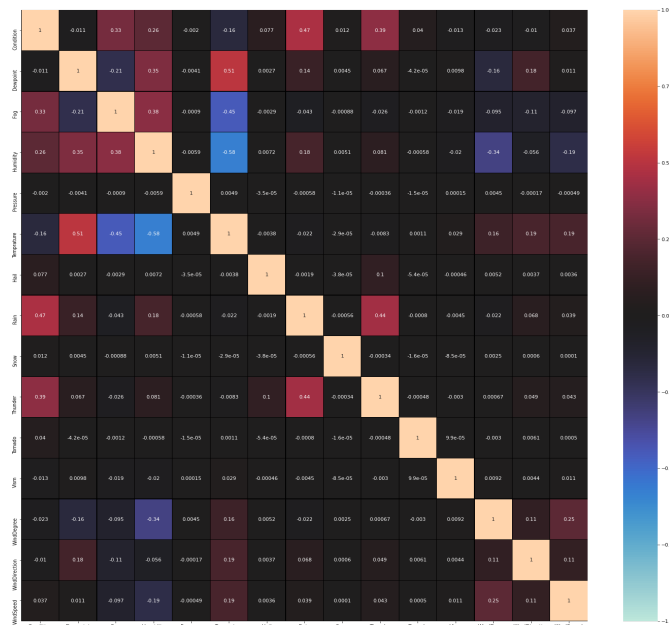 Condition 1 -0.011 0.33 0.26 -0.002 -0.16 0.077 0.47 0.012 0.39 0.04 -0.013 -0.023 -0.01 0.037
Dewpoint -0.011 1 -0.21 0.35 -0.0041 0.51 0.0027 0.14 0.0045 0.067 -4.2e-05 0.0098 -0.16 0.18 0.011
Fog 0.33 -0.21 1 0.38 -0.0009 -0.45 -0.0029 -0.043 -0.00088 -0.026 -0.0012 -0.019 -0.095 -0.11 -0.097
Humidity 0.26 0.35 0.38 1 -0.0059 -0.58 0.0072 0.18 0.0051 0.081 -0.00058 -0.02 -0.34 -0.056 -0.19
Pressure -0.002 -0.0041 -0.0009 -0.0059 1 0.0049 -3.5e-05 -0.00058 -1.1e-05 -0.00036 -1.5e-05 0.00015 0.0045 -0.00017 -0.00049
-0.16 0.51 -0.45 -0.58 0.0049 1 -0.0038 -0.022 -2.9e-05 -0.0083 0.0011 0.029 0.16 0.19 0.19
Hail 0.077 0.0027 -0.0029 0.0072 -3.5e-05 -0.0038 1 -0.0019 -3.8e-05 0.1 -5.4e-05 -0.00046 0.0052 0.0037 0.0036
Rain 0.47 0.14 -0.043 0.18 -0.00058 -0.022 -0.0019 1 -0.00056 0.44 -0.0008 -0.0045 -0.022 0.068 0.039
Snow 0.012 0.0045 -0.00088 0.0051 -1.1e-05 -2.9e-05 -3.8e-05 -0.00056 1 -0.00034 -1.6e-05 -8.5e-05 0.0025 0.0006 0.0001
Thunder 0.39 0.067 -0.026 0.081 -0.00036 -0.0083 0.1 0.44 -0.00034 1 -0.00048 -0.003 0.00067 0.049 0.043
Tornado 0.04 -4.2e-05 -0.0012 -0.00058 -1.5e-05 0.0011 -5.4e-05 -0.0008 -1.6e-05 -0.00048 1 9.9e-05 -0.003 0.0061 0.0005
-0.013 0.0098 -0.019 -0.02 0.00015 0.029 -0.00046 -0.0045 -8.5e-05 -0.003 9.9e-05 1 0.0092 0.0044 0.011
WindDegree -0.023 -0.16 -0.095 -0.34 0.0045 0.16 0.0052 -0.022 0.0025 0.00067 -0.003 0.0092 1 0.11 0.25
WindDirection -0.01 0.18 -0.11 -0.056 -0.00017 0.19 0.0037 0.068 0.0006 0.049 0.0061 0.0044 0.11 1 0.11
WindSpeed 0.037 0.011 -0.097 -0.19 -0.00049 0.19 0.0036 0.039 0.0001 0.043 0.0005 0.011 0.25 0.11 1